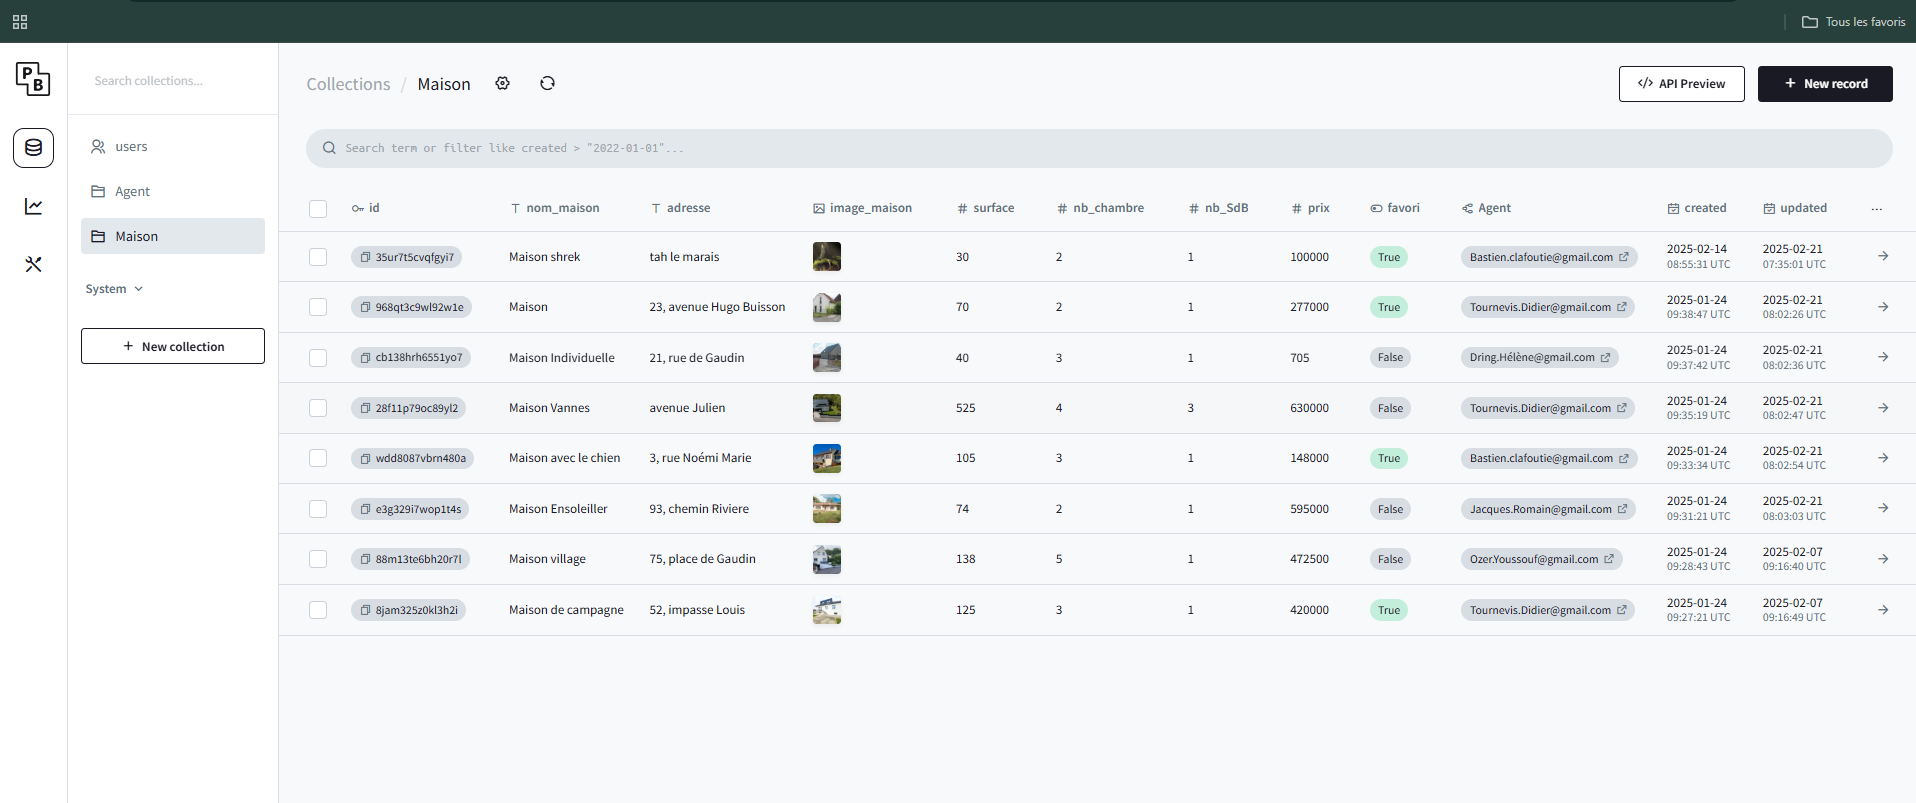 Tous les favoris
P
B
Search collections...
users
Agent
Maison
System
New collection
Collections / Maison
API Preview
New record
Search term or filter like created > "2022-01-01"...
id nom_maison adresse image_maison surface nb_chambre nb_SdB prix favori Agent created updated ...
35ur7t5cvqfgyi7 Maison shrek tah le marais 30 2 1 100000 True Bastien.clafoutie@gmail.com 2025-02-14 2025-02-21
08:55:31 UTC 07:35:01 UTC
968qt3c9wl92w1e Maison 23, avenue Hugo Buisson 70 2 1 277000 True Tournevis.Didier@gmail.com 2025-01-24 2025-02-21
09:38:47 UTC 08:02:26 UTC
cb138hrh6551yo7 Maison Individuelle 21, rue de Gaudin 40 3 1 705 False Dring.Hélène@gmail.com 2025-01-24 2025-02-21
09:37:42 UTC 08:02:36 UTC
28f11p79oc89yl2 Maison Vannes avenue Julien 525 4 3 630000 False Tournevis.Didier@gmail.com 2025-01-24 2025-02-21
09:35:19 UTC 08:02:47 UTC
wdd8087vbrn480a Maison avec le chien 3, rue Noémi Marie 105 3 1 148000 True Bastien.clafoutie@gmail.com 2025-01-24 2025-02-21
09:33:34 UTC 08:02:54 UTC
e3g329i7wop1t4s Maison Ensoleiller 93, chemin Riviere 74 2 1 595000 False Jacques.Romain@gmail.com 2025-01-24 2025-02-21
09:31:21 UTC 08:03:03 UTC
88m13te6bh20r7l Maison village 75, place de Gaudin 138 5 1 472500 False Ozer.Youssouf@gmail.com 2025-01-24 2025-02-07
09:28:43 UTC 09:16:40 UTC
8jam325z0kl3h2i Maison de campagne 52, impasse Louis 125 3 1 420000 True Tournevis.Didier@gmail.com 2025-01-24 2025-02-07
09:27:21 UTC 09:16:49 UTC